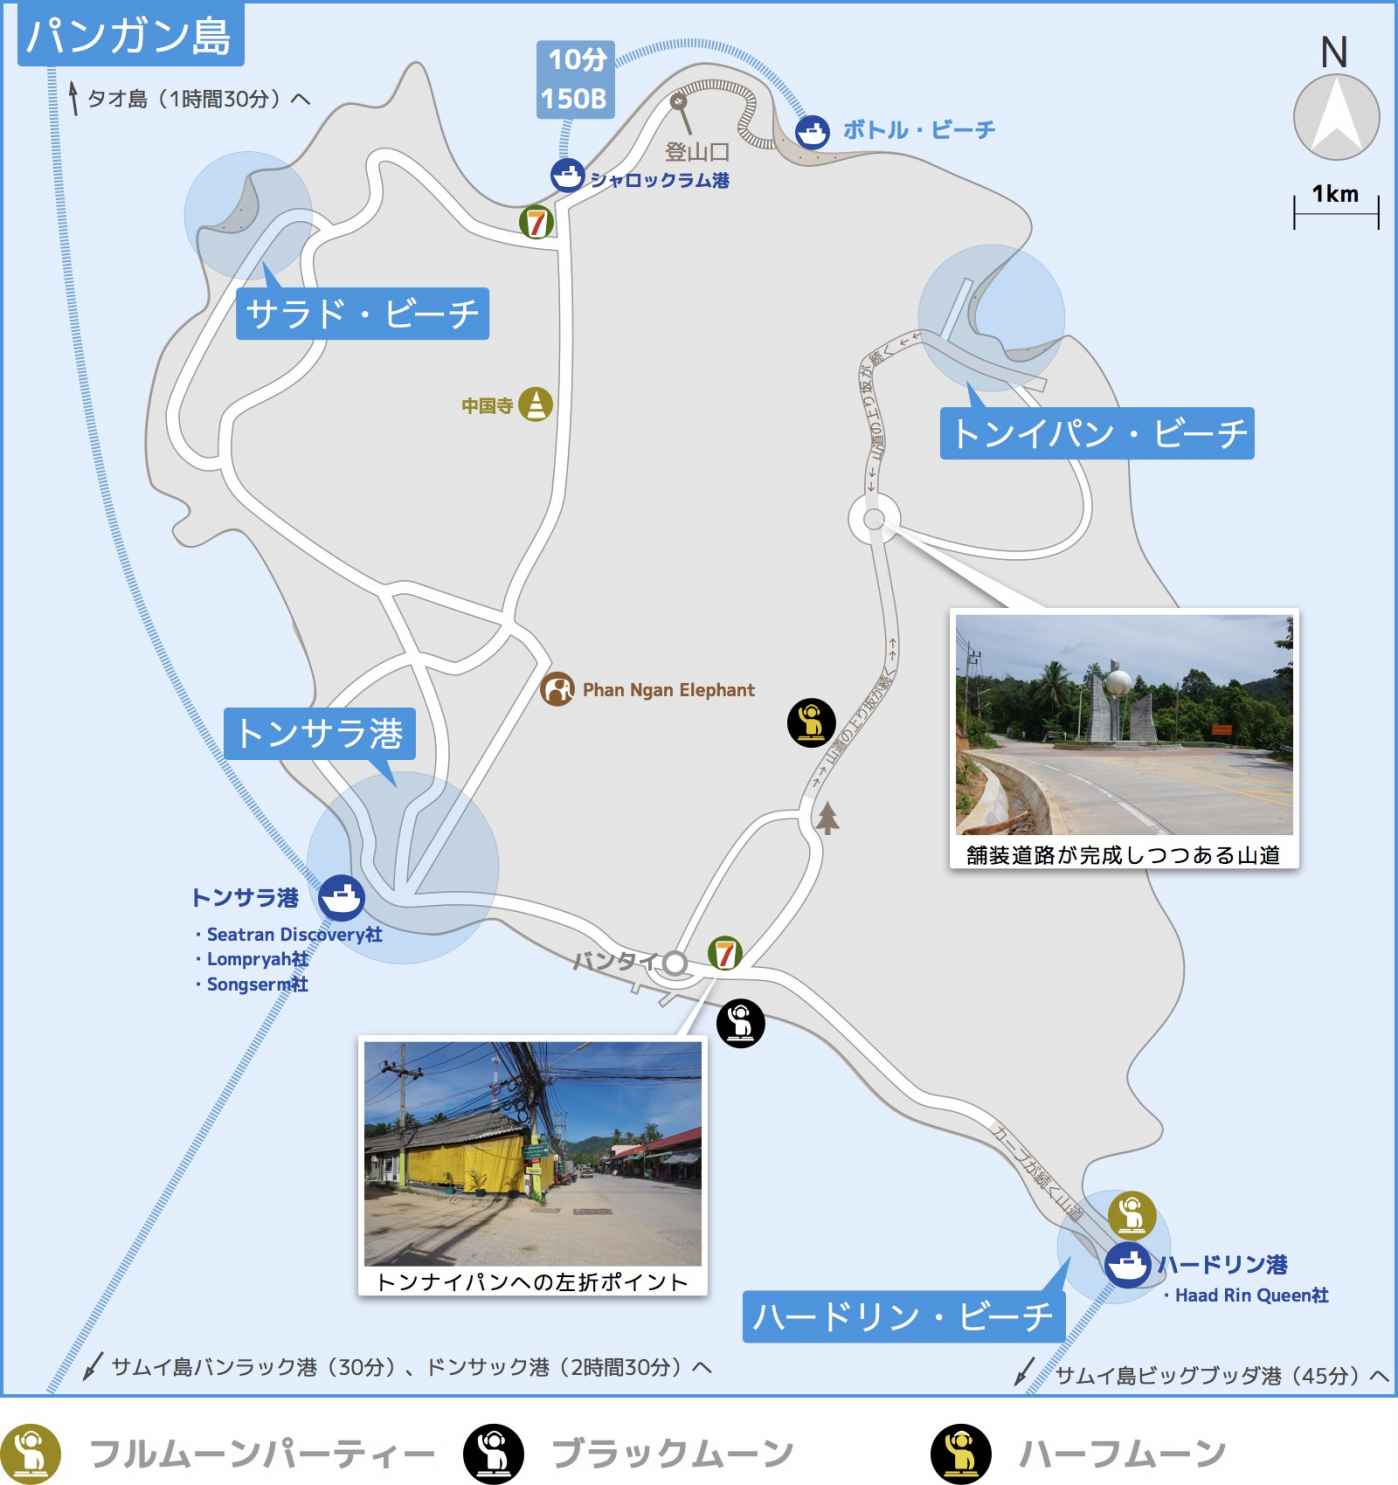 パンガン島
タオ島（1時間30分）へ
10分
150B
N
1km
ボトル・ビーチ
登山口
シャロックラム港
7
サラド・ビーチ
トンイパン・ビーチ
山道の上り坂が続く
中国寺
Phan Ngan Elephant
山道の上り坂が続く
トンサラ港
舗装道路が完成しつつある山道
トンサラ港
・Seatran Discovery社
・Lompryah社
・Songserm社
バンタイ
7
トンナイパンへの左折ポイント
カーブが続く山道
ハードリン港
・Haad Rin Queen社
ハードリン・ビーチ
サムイ島バンラック港（30分）、ドンサック港（2時間30分）へ
サムイ島ビッグブッダ港（45分）へ
フルムーンパーティー
ブラックムーン
ハーフムーン